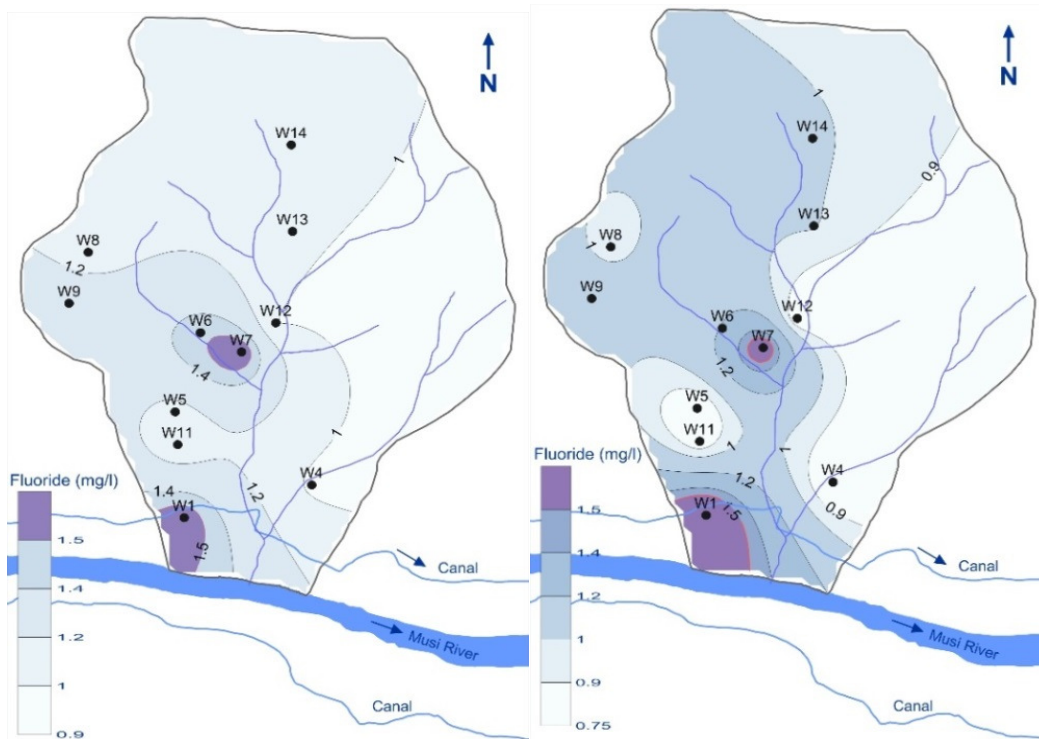 N
W14
1
W13
W8
1.2
W9
W12
W6
W7
1.4
W5
W11
1
W4
Fluoride (mg/l)
1.4
1.2
W1
1.5
1.5
1.4
1.2
1
0.9
Canal
Musi River
Canal
N
1
W14
0.9
W13
W8
1
W9
W12
W6
W7
1.2
W5
W11
1
1
W4
Fluoride (mg/l)
1.2
W1
1.5
0.9
1.5
1.4
1.2
1
0.9
0.75
Canal
Musi River
Canal